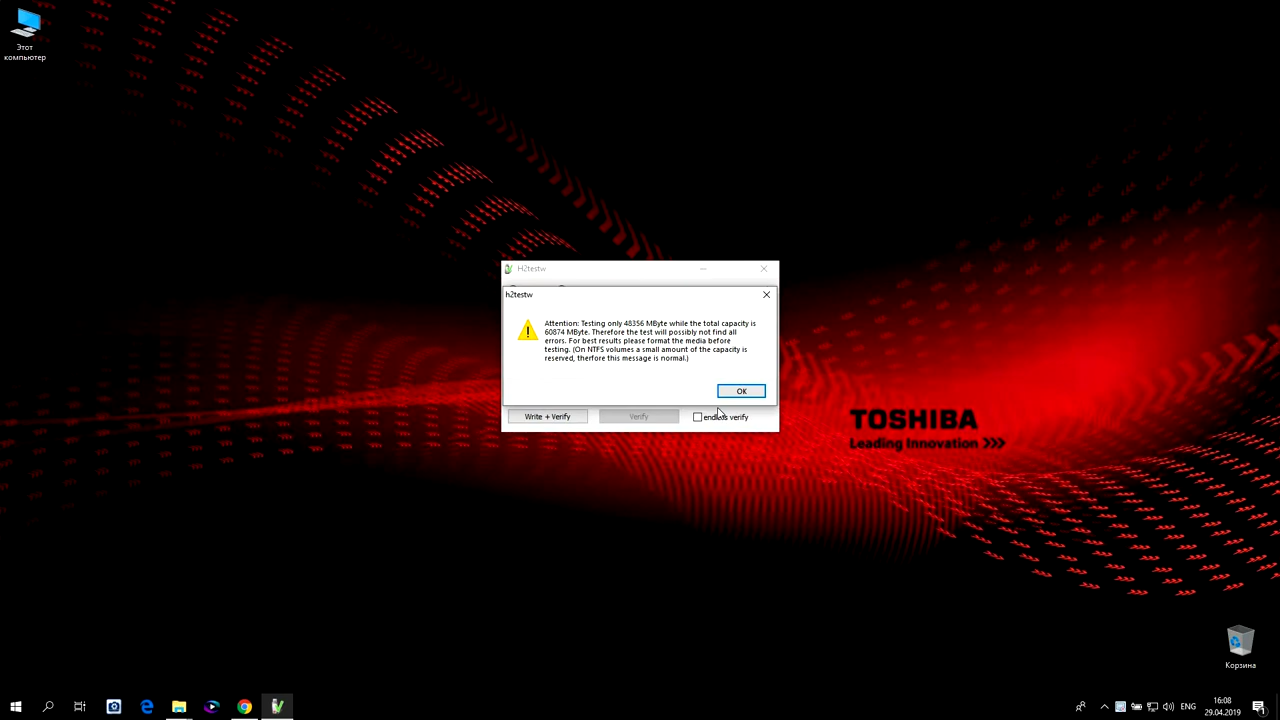 Этот
компьютер
H2testw
h2testw
Attention: Testing only 48356 MByte while the total capacity is
60874 MByte. Therefore the test will possibly not find all
errors. For best results please format the media before
testing. (On NTFS volumes a small amount of the capacity is
reserved, therfore this message is normal.)
OK
Write + Verify
Verify
endless verify
TOSHIBA
Leading Innovation >>>
Корзина
ENG
16:08
29.04.2019
1